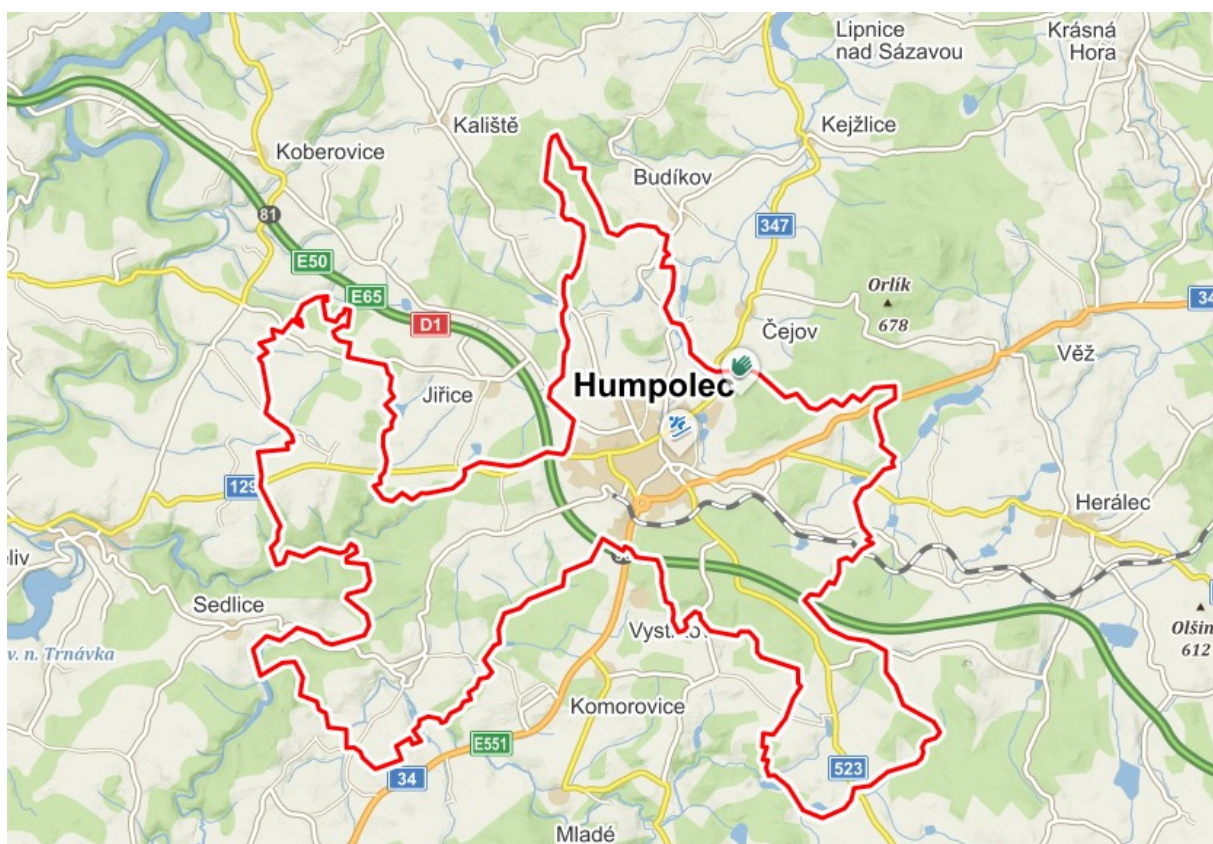 Lipnice
nad Sázavou
Krásná
Hora
Kaliště
Kejžlice
Koberovice
Budíkov
81
347
E50
E65
D1
Orlík
678
34
Čejov
Věž
Jiřice
Humpolec
129
Herálec
eliv
Sedlice
v. n. Trnávka
Olšin
612
Komorovice
E551
34
523
Mladé